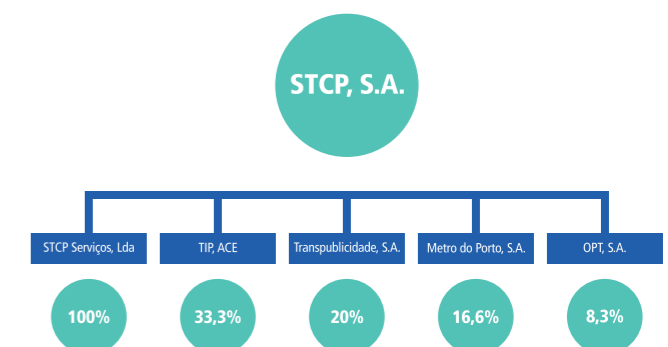 STCP, S.A.
STCP Serviços, Lda
TIP, ACE
Transpublicidade, S.A.
Metro do Porto, S.A.
OPT, S.A.
100%
33,3%
20%
16,6%
8,3%